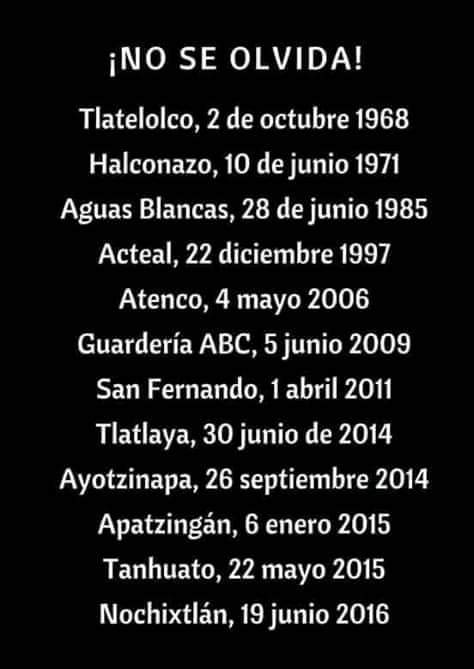 ¡NO SE OLVIDA!
Tlatelolco, 2 de octubre 1968
Halconazo, 10 de junio 1971
Aguas Blancas, 28 de junio 1985
Acteal, 22 diciembre 1997
Atenco, 4 mayo 2006
Guardería ABC, 5 junio 2009
San Fernando, 1 abril 2011
Tlatlaya, 30 junio de 2014
Ayotzinapa, 26 septiembre 2014
Apatzingán, 6 enero 2015
Tanhuato, 22 mayo 2015
Nochixtlán, 19 junio 2016